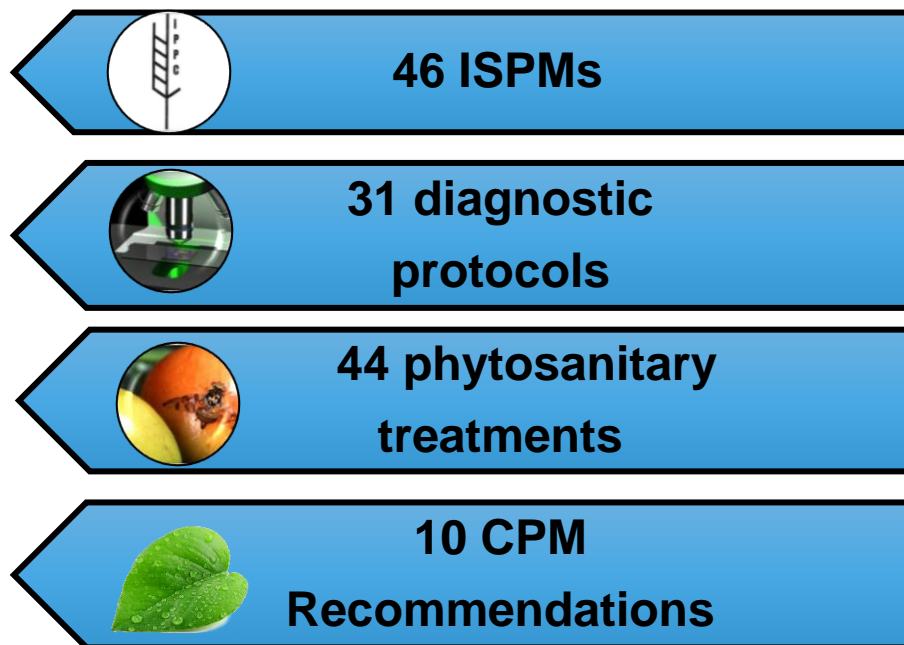 IPPC
46 ISPMs
31 diagnostic
protocols
44 phytosanitary
treatments
10 CPM
Recommendations